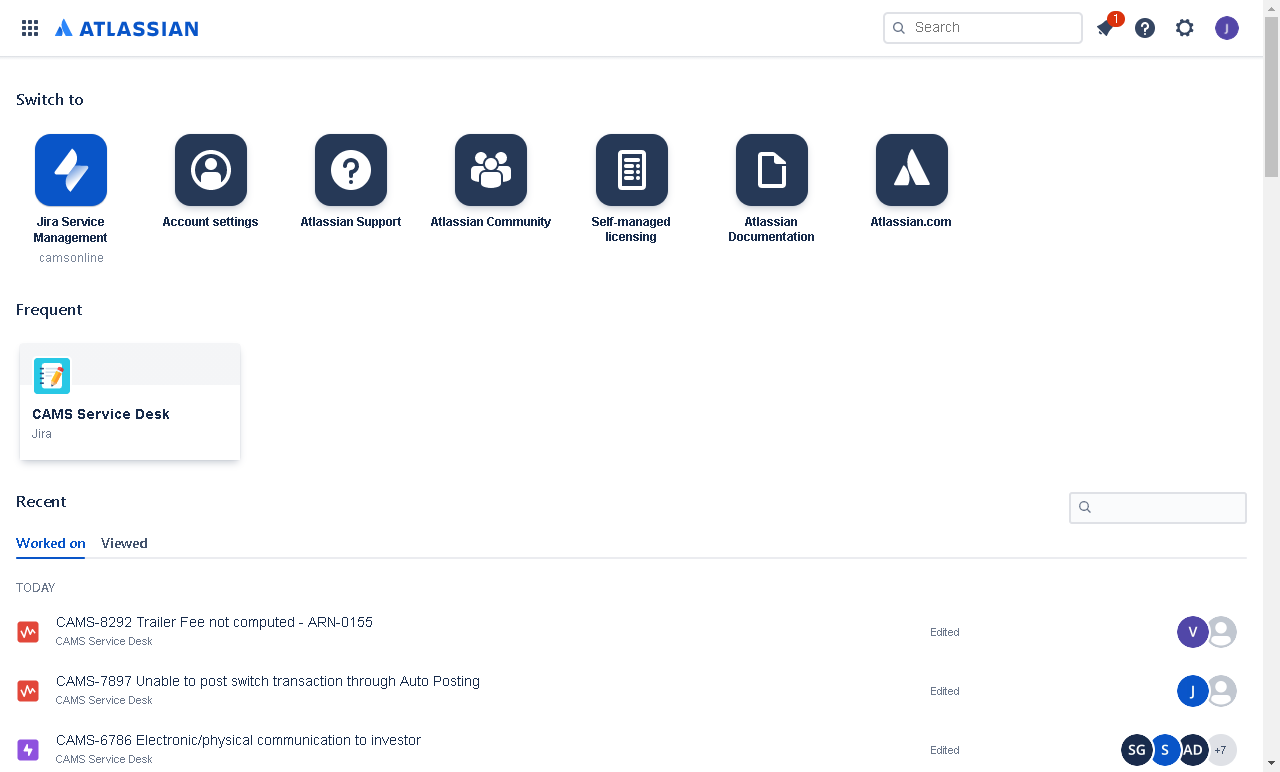 ATLASSIAN
Search
1
J
Switch to
Jira Service
Management
camsonline
Account settings
Atlassian Support
Atlassian Community
Self-managed
licensing
Atlassian
Documentation
Atlassian.com
Frequent
CAMS Service Desk
Jira
Recent
Worked on
Viewed
TODAY
CAMS-8292 Trailer Fee not computed - ARN-0155
CAMS Service Desk
Edited
V
CAMS-7897 Unable to post switch transaction through Auto Posting
CAMS Service Desk
Edited
J
CAMS-6786 Electronic/physical communication to investor
CAMS Service Desk
Edited
SG S AD +7